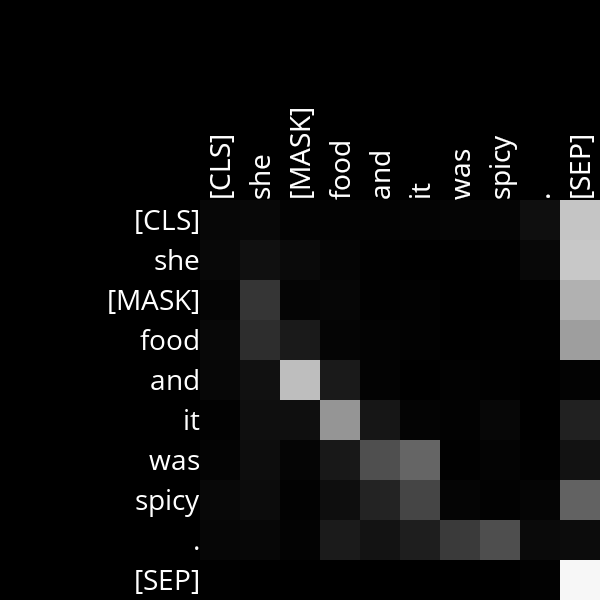 [CLS] she [MASK] food and it was spicy . [SEP]
[CLS]
she
[MASK]
food
and
it
was
spicy
.
[SEP]